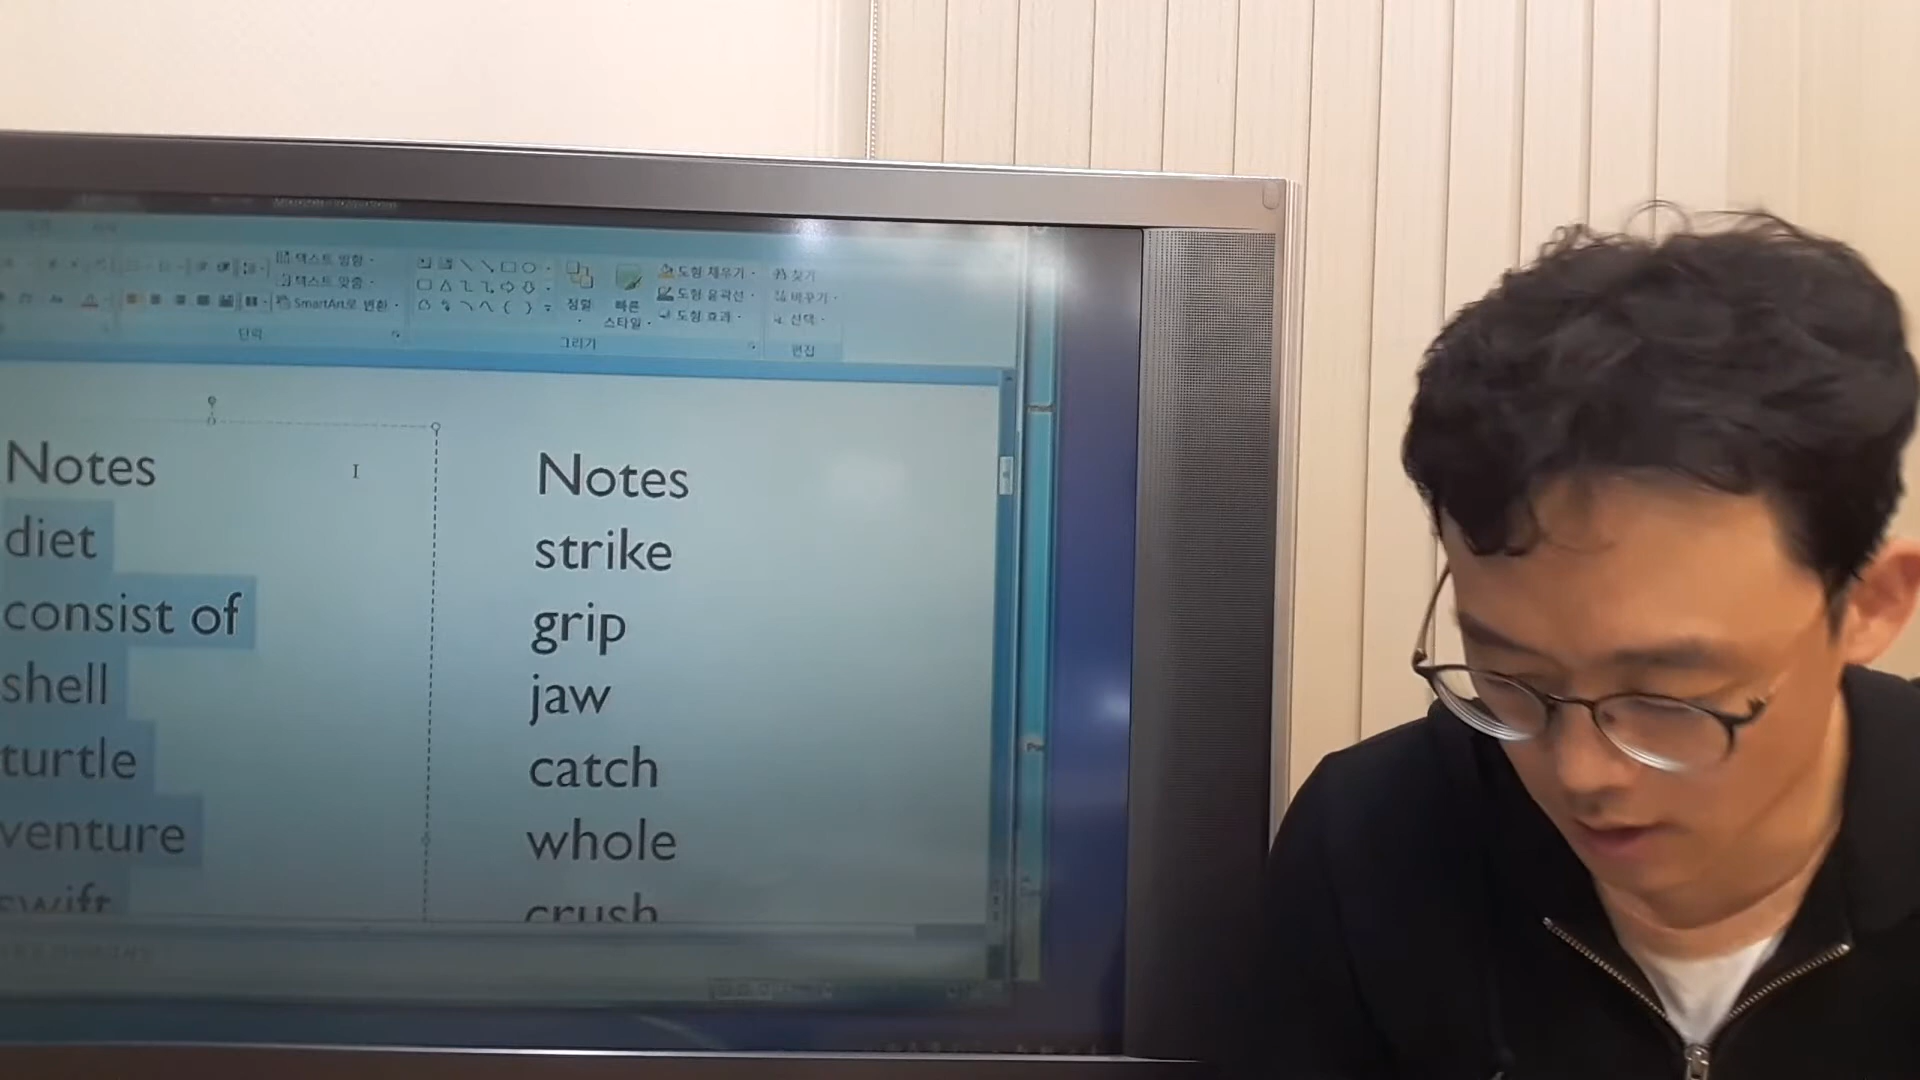 텍스트 방향
텍스트 맞춤
SmartArt로 변환
단락
정렬
빠른
스타일
도형 채우기
도형 윤곽선
도형 효과
그리기
찾기
바꾸기
선택
편집
Notes
diet
consist of
shell
turtle
venture
swift
Notes
strike
grip
jaw
catch
whole
crush